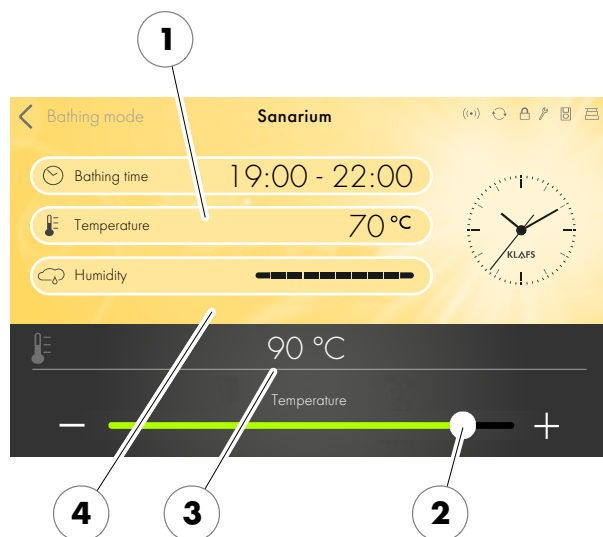 1
Bathing mode
Sanarium
Bathing time 19:00 - 22:00
Temperature 70 °C
Humidity
KLAFS
90 °C
Temperature
4
3
2